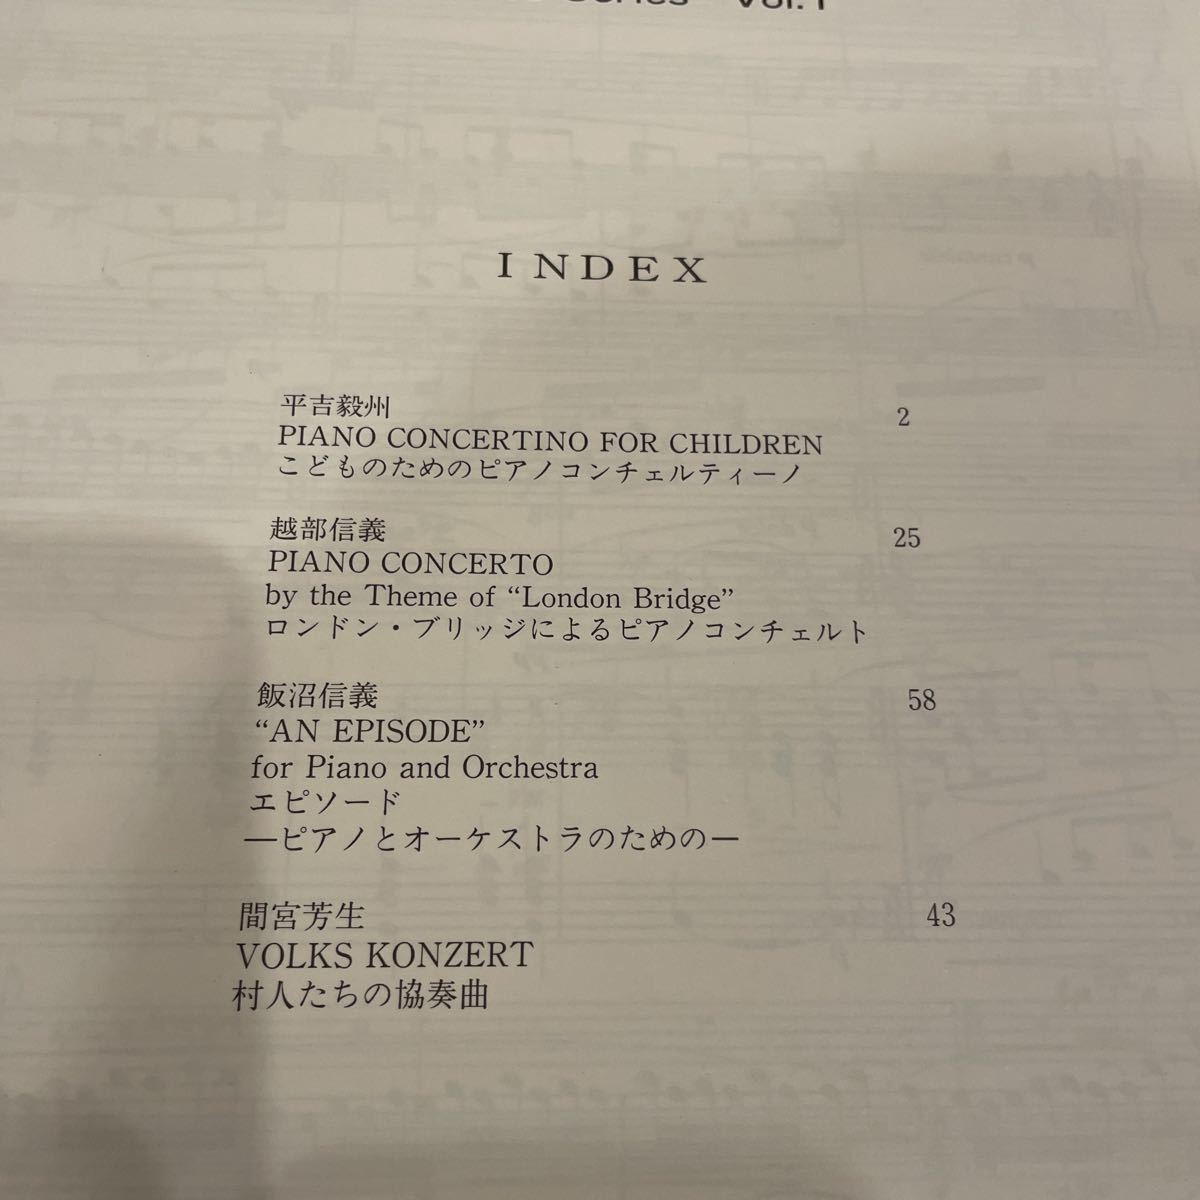 Series Vol.1
INDEX
平吉毅州 2
PIANO CONCERTINO FOR CHILDREN
こどものためのピアノコンチェルティーノ
越部信義 25
PIANO CONCERTO
by the Theme of “London Bridge”
ロンドン・ブリッジによるピアノコンチェルト
飯沼信義 58
“AN EPISODE”
for Piano and Orchestra
エピソード
―ピアノとオーケストラのための―
間宮芳生 43
VOLKS KONZERT
村人たちの協奏曲